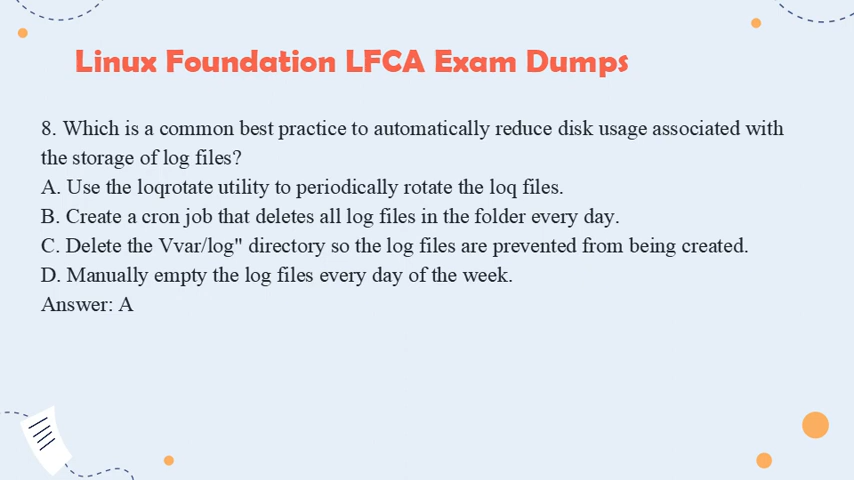 Linux Foundation LFCA Exam Dumps
8. Which is a common best practice to automatically reduce disk usage associated with
the storage of log files?
A. Use the loqrotate utility to periodically rotate the loq files.
B. Create a cron job that deletes all log files in the folder every day.
C. Delete the Vvar/log" directory so the log files are prevented from being created.
D. Manually empty the log files every day of the week.
Answer: A